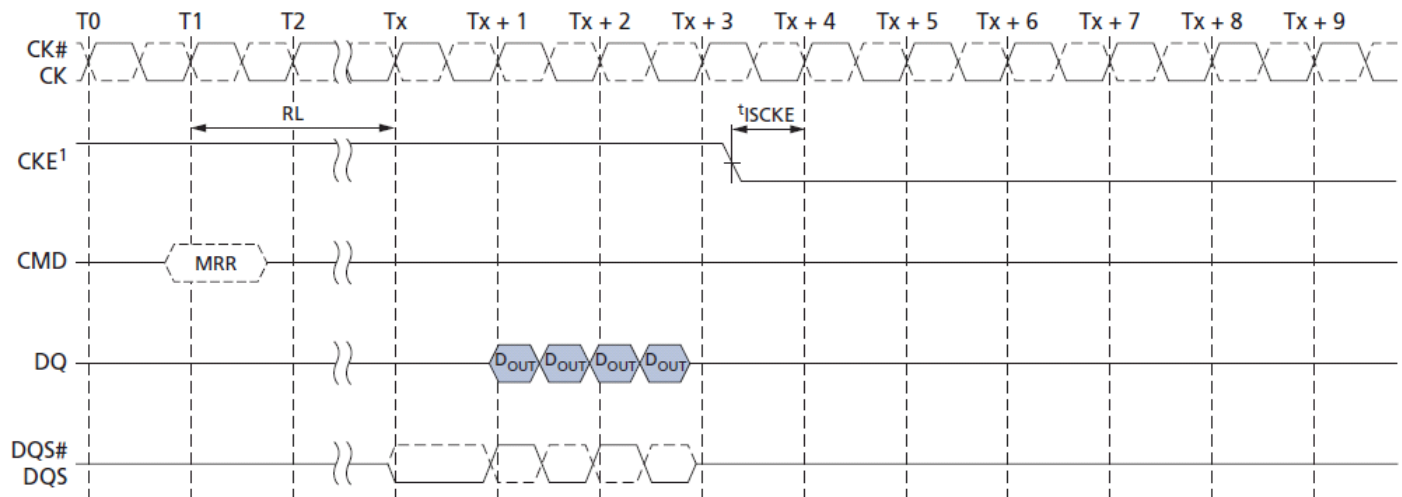 T0 T1 T2 Tx Tx + 1 Tx + 2 Tx + 3 Tx + 4 Tx + 5 Tx + 6 Tx + 7 Tx + 8 Tx + 9
CK#
CK
RL tISCKE
CKE1
CMD MRR
DQ DOUT DOUT DOUT DOUT
DQS#
DQS